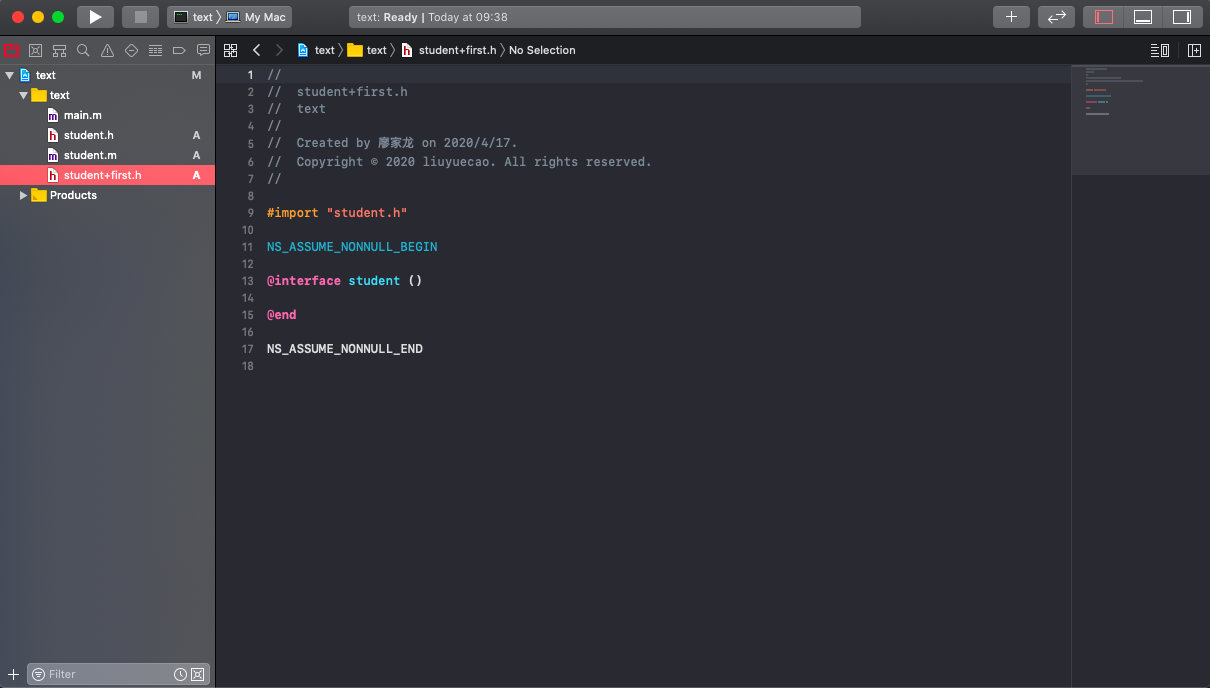 text 〉 My Mac
text: Ready | Today at 09:38
text 〉 text 〉 student+first.h 〉 No Selection
text M
text
main.m
student.h A
student.m A
student+first.h A
Products
1 //
2 //  student+first.h
3 //  text
4 //
5 //  Created by 廖家龙 on 2020/4/17.
6 //  Copyright © 2020 liuyuecao. All rights reserved.
7 //
8
9 #import "student.h"
10
11 NS_ASSUME_NONNULL_BEGIN
12
13 @interface student ()
14
15 @end
16
17 NS_ASSUME_NONNULL_END
18
Filter